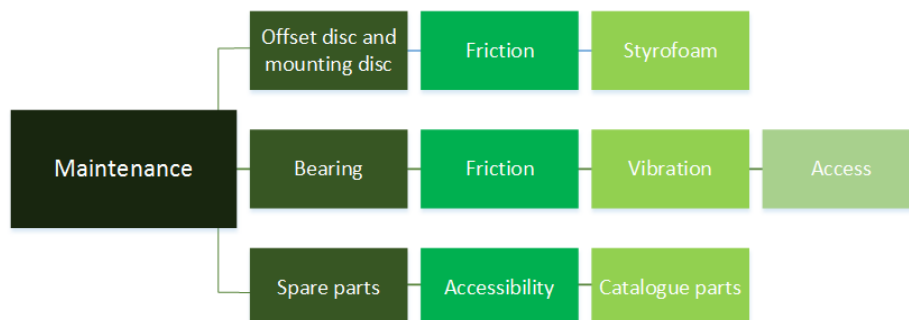 Offset disc and
mounting disc
Friction
Styrofoam
Maintenance
Bearing
Friction
Vibration
Access
Spare parts
Accessibility
Catalogue parts